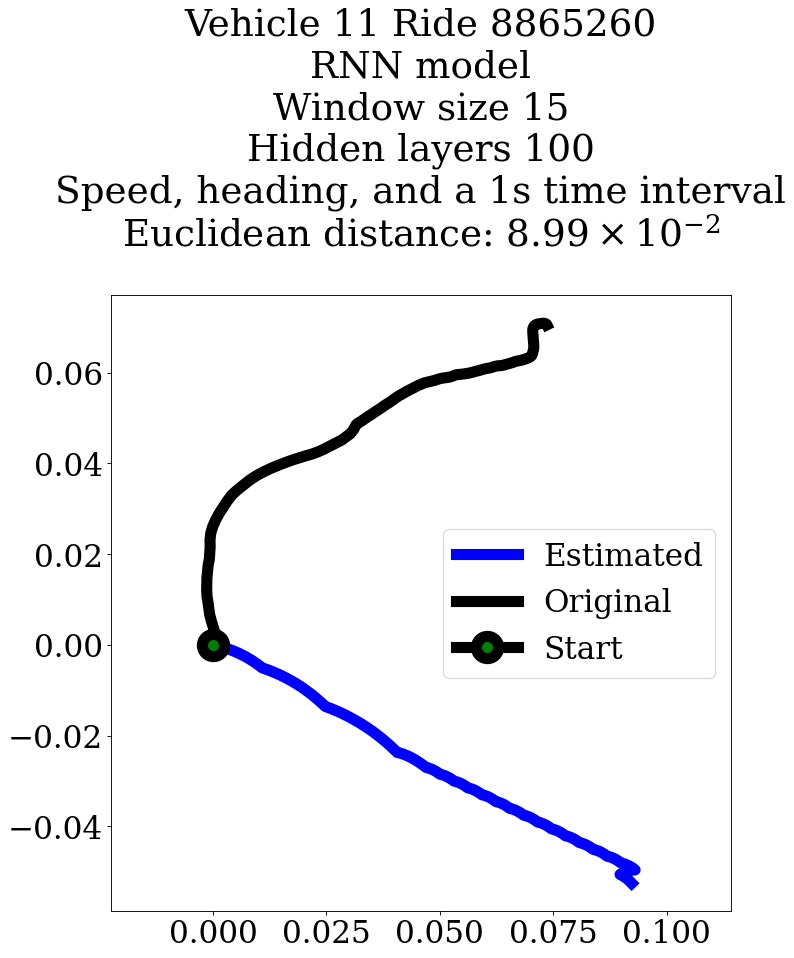 Vehicle 11 Ride 8865260
RNN model
Window size 15
Hidden layers 100
Speed, heading, and a 1s time interval
Euclidean distance: 8.99 × 10⁻²
0.06
0.04
0.02
0.00
−0.02
−0.04
Estimated
Original
Start
0.000 0.025 0.050 0.075 0.100